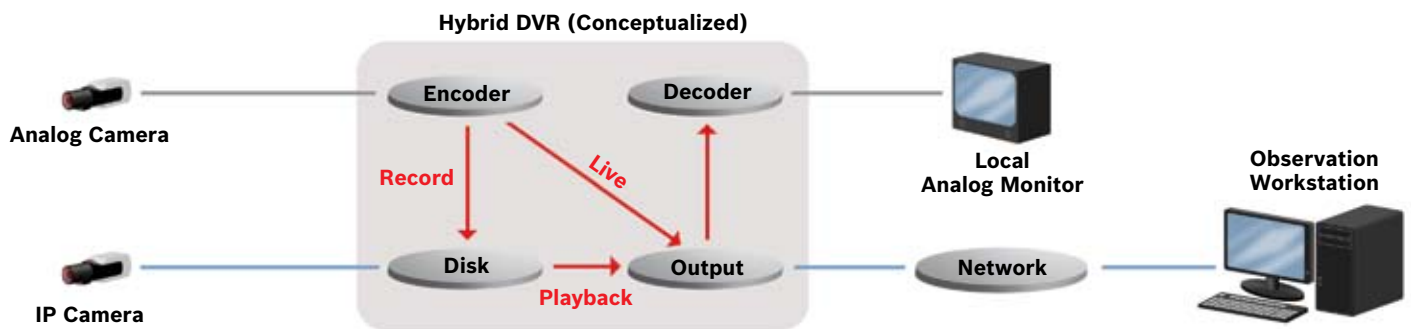 Hybrid DVR (Conceptualized)
Encoder
Decoder
Analog Camera
Record
Live
Local
Analog Monitor
Observation
Workstation
Disk
Output
Network
Playback
IP Camera